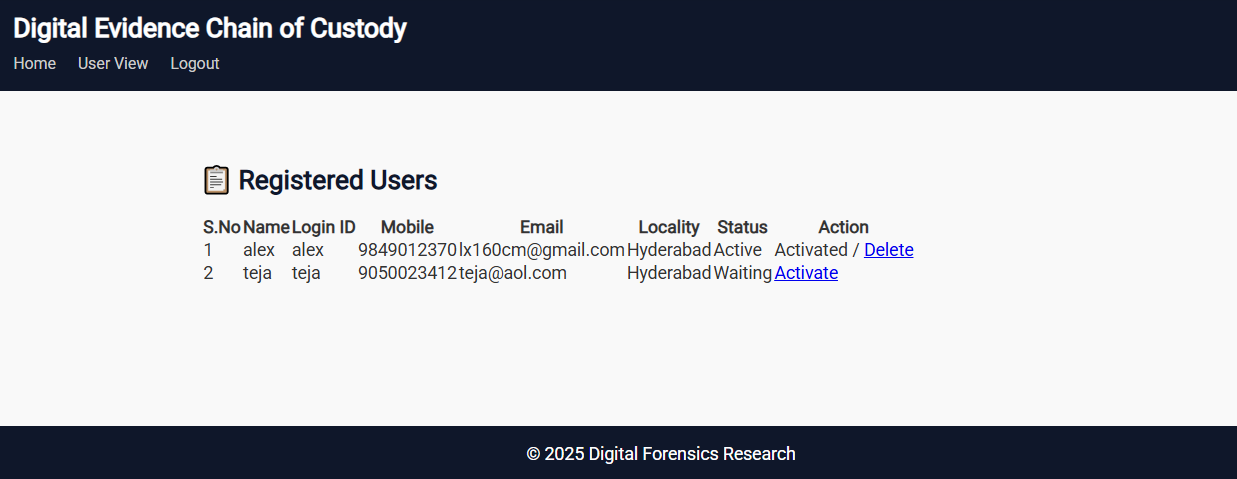 Digital Evidence Chain of Custody
Home User View Logout
Registered Users
S.No Name Login ID Mobile Email Locality Status Action
1 alex alex 9849012370 lx160cm@gmail.com Hyderabad Active Activated / Delete
2 teja teja 9050023412 teja@aol.com Hyderabad Waiting Activate
© 2025 Digital Forensics Research